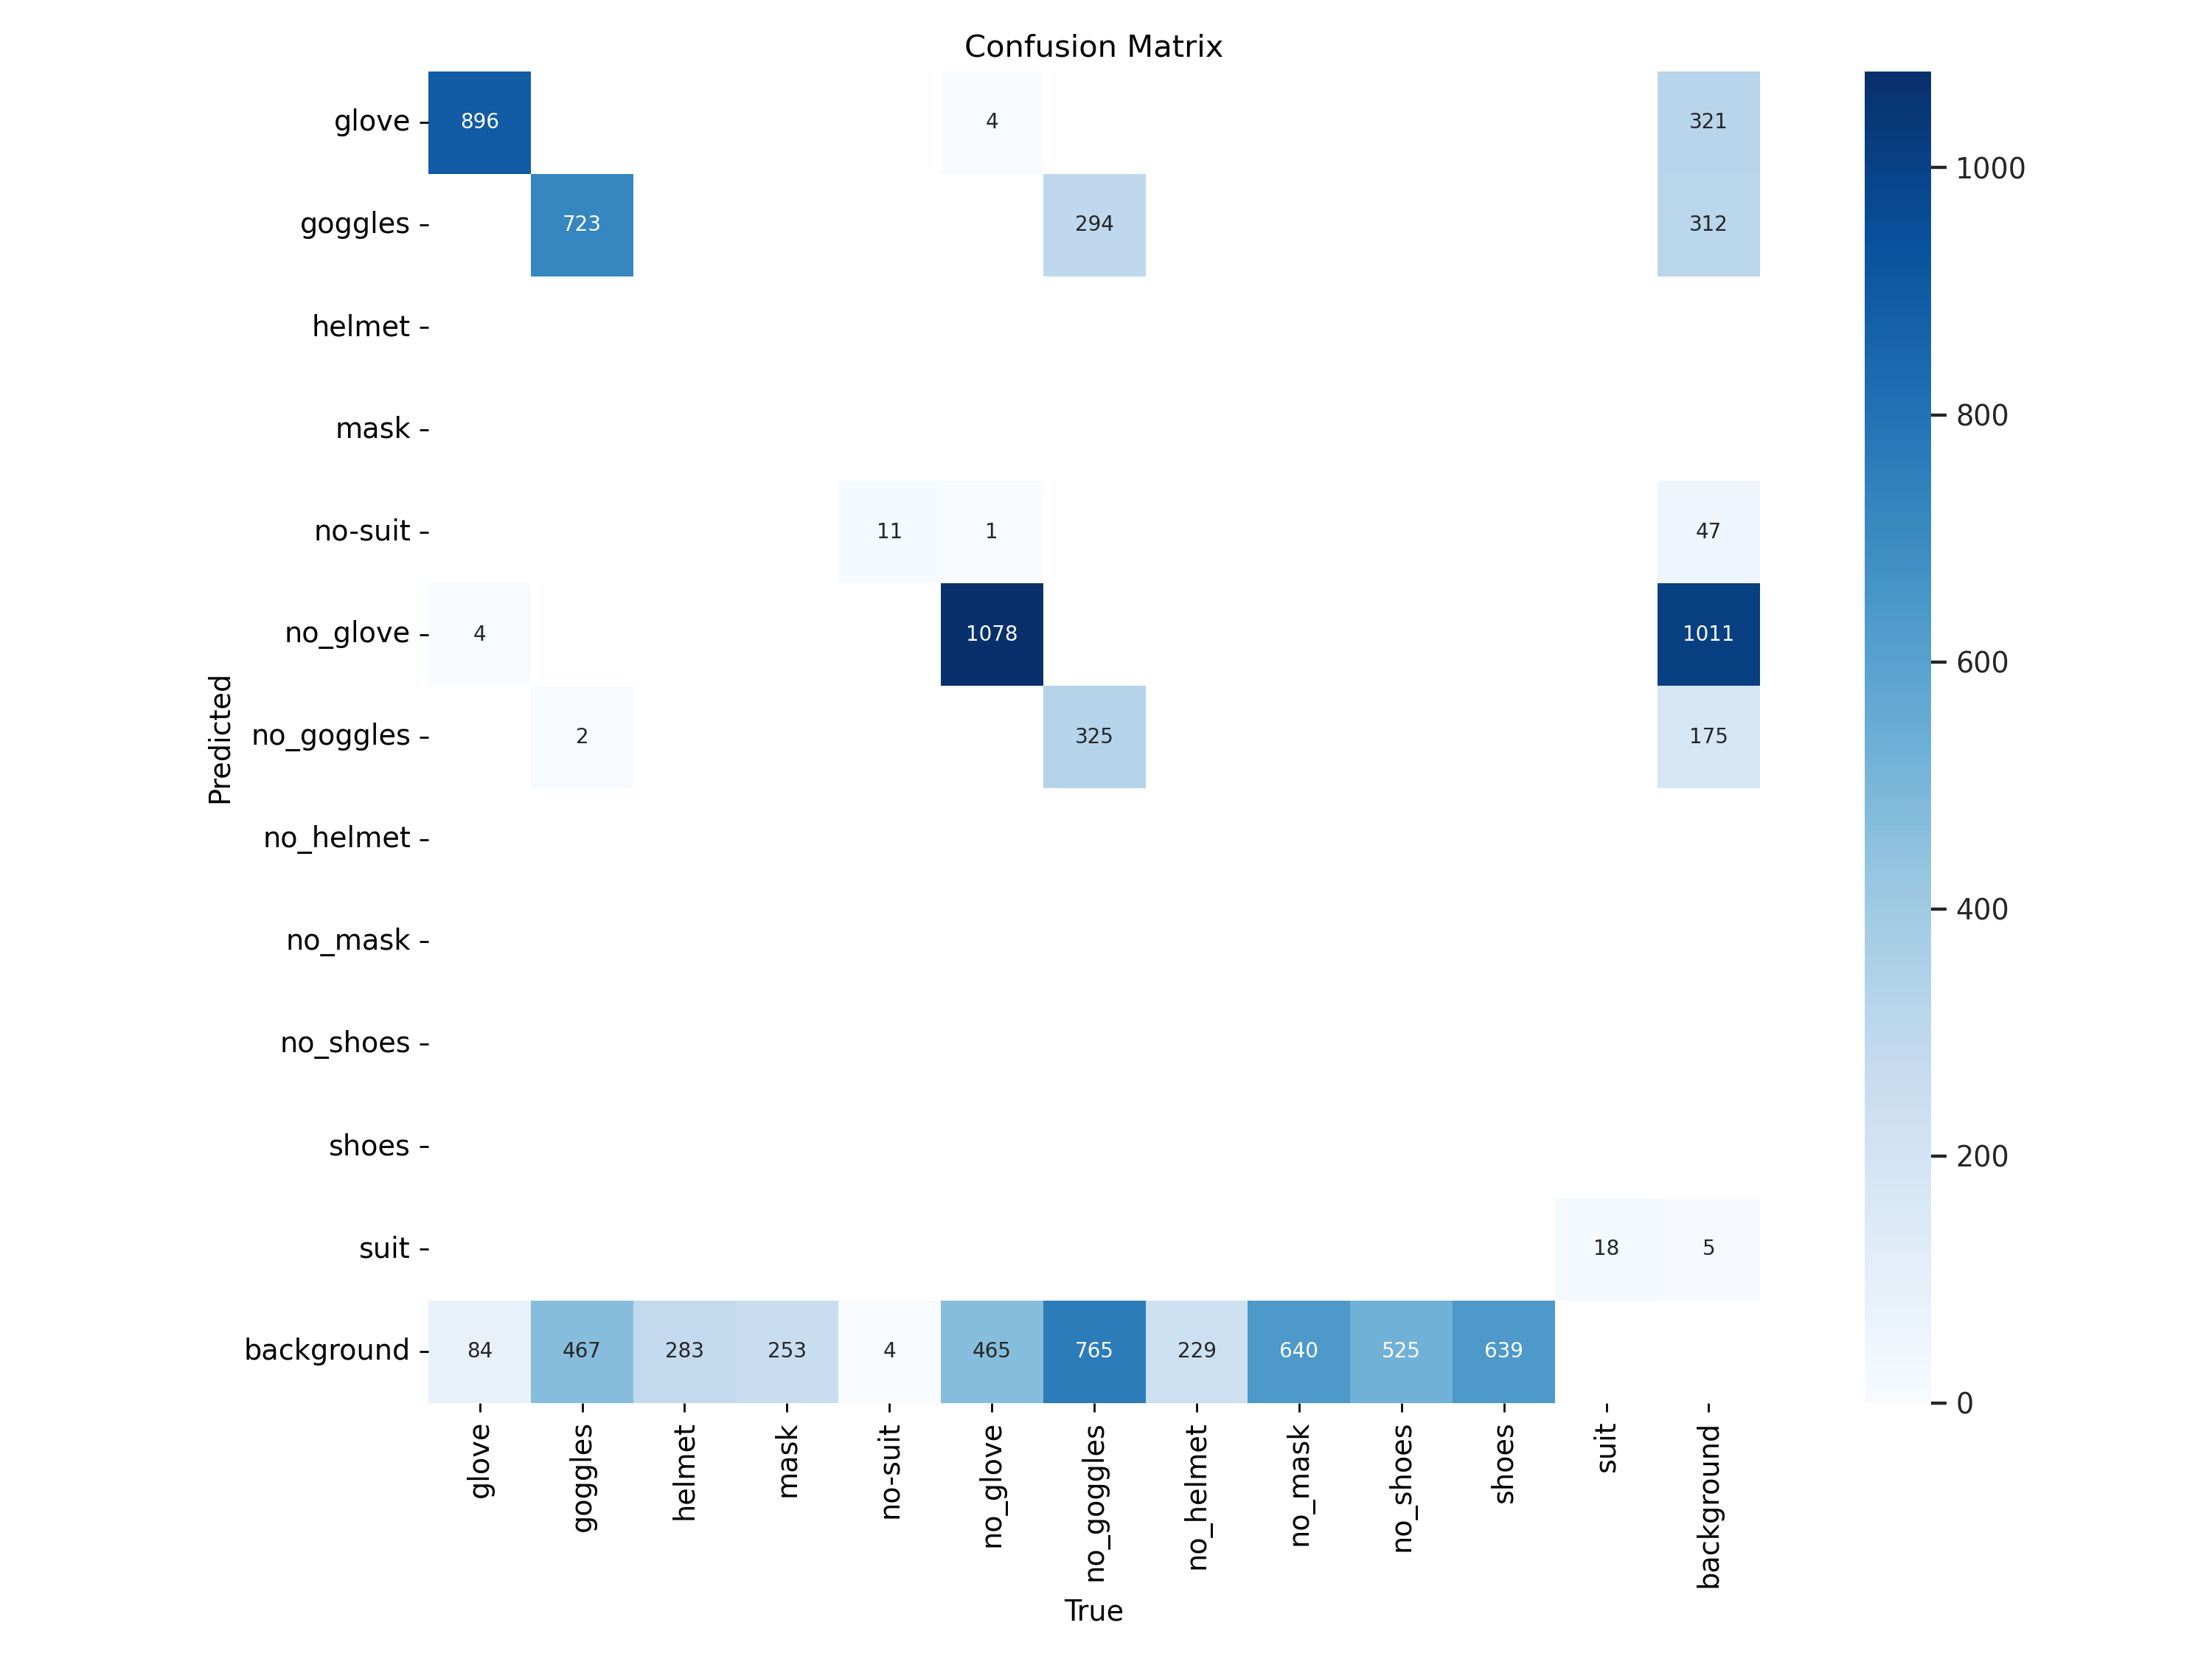 Confusion Matrix
glove 896 4 321
goggles 723 294 312
helmet
mask
no-suit 11 1 47
no_glove 4 1078 1011
no_goggles 2 325 175
no_helmet
no_mask
no_shoes
shoes
suit 18 5
background 84 467 283 253 4 465 765 229 640 525 639
Predicted
glove goggles helmet mask no-suit no_glove no_goggles no_helmet no_mask no_shoes shoes suit background
True
1000
800
600
400
200
0